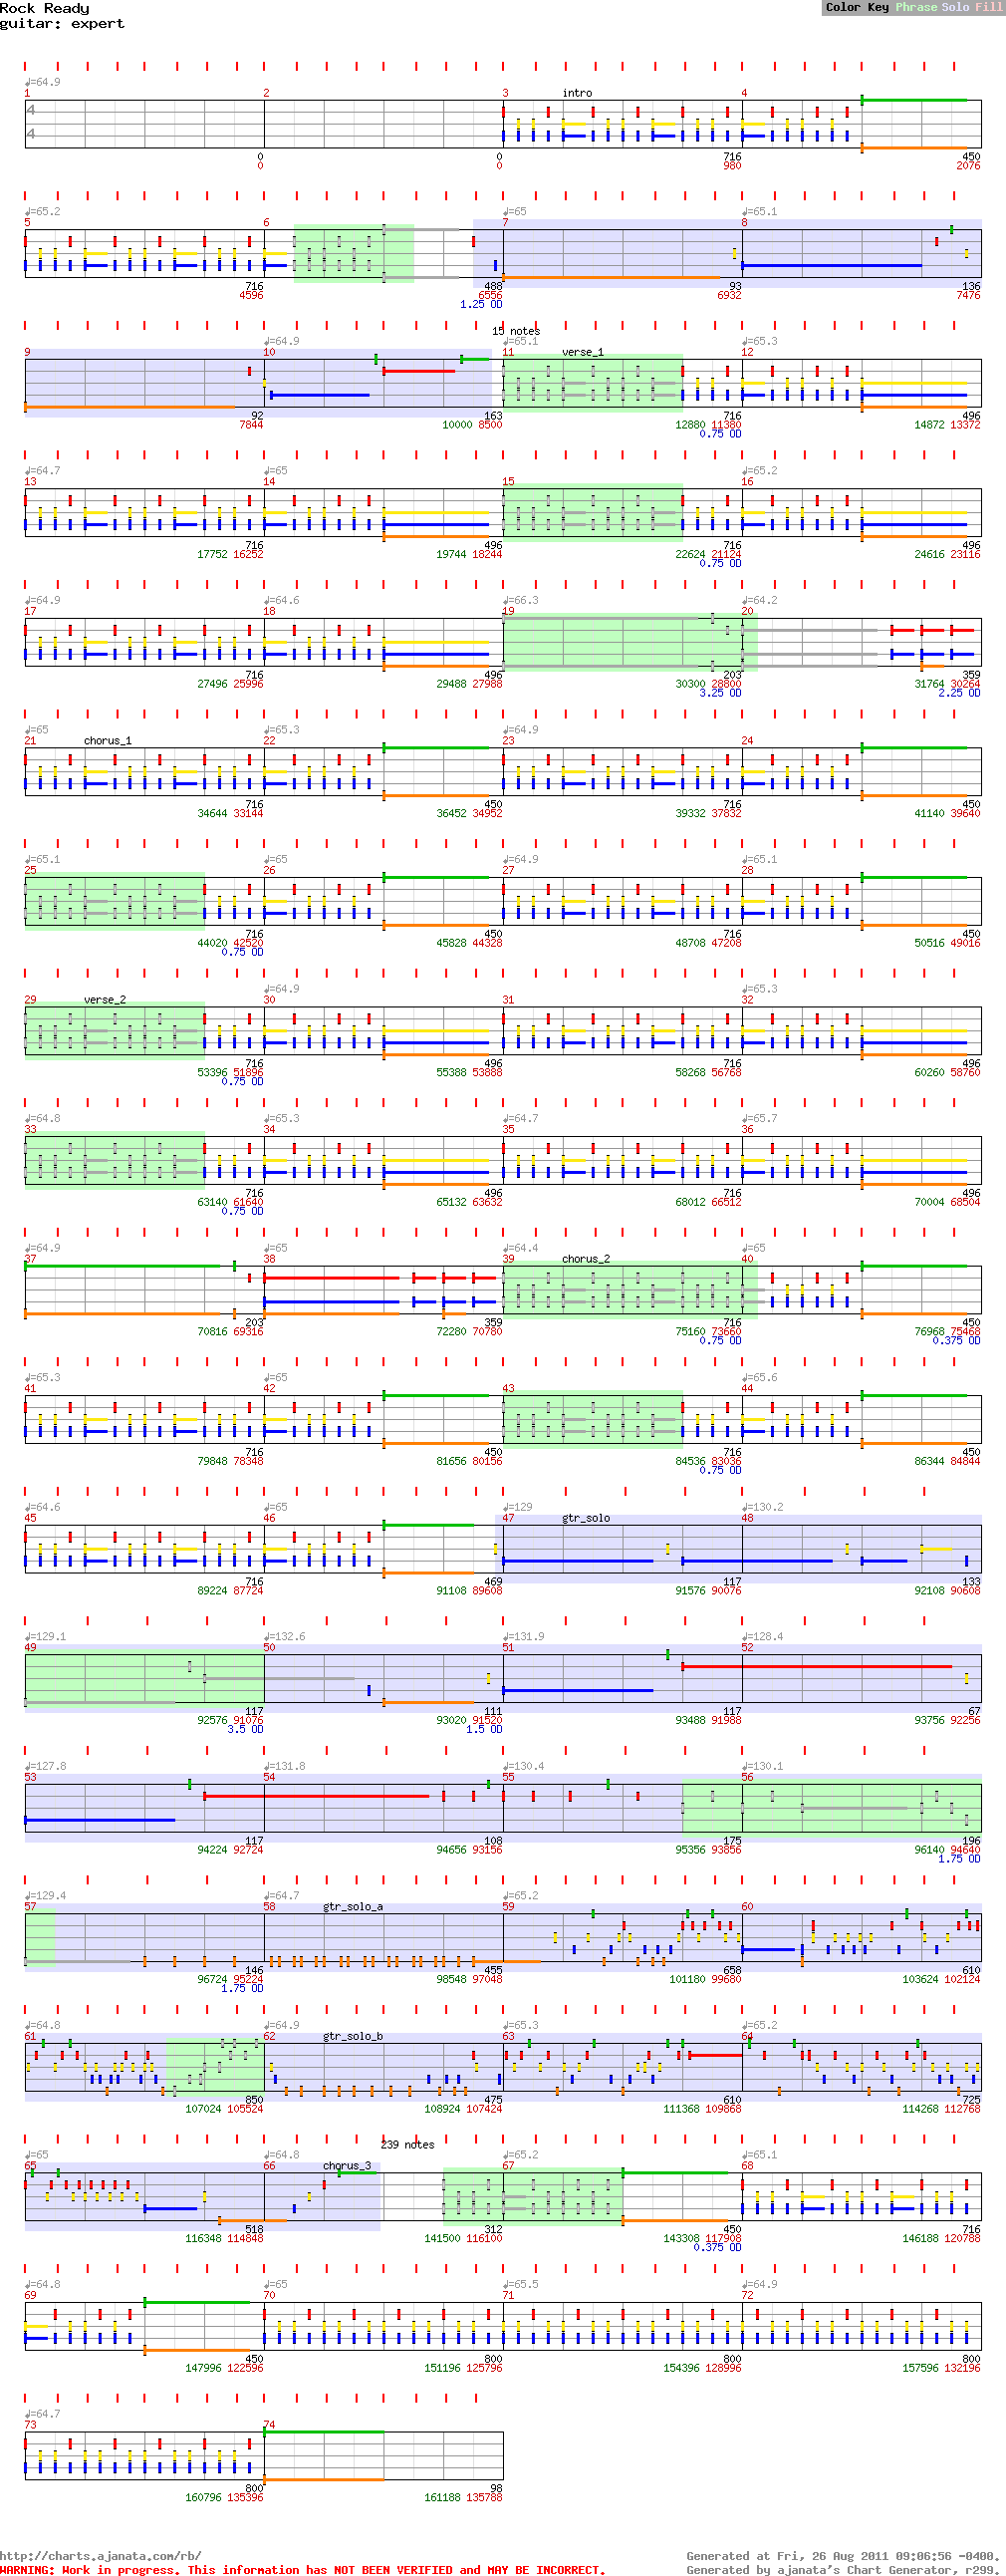 Rock Ready
Color Key Phrase Solo Fill
guitar: expert
♩=64.9
1 2 3 intro 4
4
4
0 0 716 450
0 0 980 2076
♩=65.2 ♩=65 ♩=65.1
5 6 7 8
716 488 93 136
4596 6556 6932 7476
1.25 OD
15 notes
♩=64.9 ♩=65.1 ♩=65.3
9 10 11 verse_1 12
92 163 716 496
7844 10000 8500 12880 11380 14872 13372
0.75 OD
♩=64.7 ♩=65 ♩=65.2
13 14 15 16
716 496 716 496
17752 16252 19744 18244 22624 21124 24616 23116
0.75 OD
♩=64.9 ♩=64.6 ♩=66.3 ♩=64.2
17 18 19 20
716 496 203 359
27496 25996 29488 27988 30300 28800 31764 30264
3.25 OD 2.25 OD
♩=65 ♩=65.3 ♩=64.9
21 chorus_1 22 23 24
716 450 716 450
34644 33144 36452 34952 39332 37832 41140 39640
♩=65.1 ♩=65 ♩=64.9 ♩=65.1
25 26 27 28
716 450 716 450
44020 42520 45828 44328 48708 47208 50516 49016
0.75 OD
♩=64.9 ♩=65.3
29 verse_2 30 31 32
716 496 716 496
53396 51896 55388 53888 58268 56768 60260 58760
0.75 OD
♩=64.8 ♩=65.3 ♩=64.7 ♩=65.7
33 34 35 36
716 496 716 496
63140 61640 65132 63632 68012 66512 70004 68504
0.75 OD
♩=64.9 ♩=65 ♩=64.4 ♩=65
37 38 39 chorus_2 40
203 359 716 450
70816 69316 72280 70780 75160 73660 76968 75468
0.75 OD 0.375 OD
♩=65.3 ♩=65 ♩=65.6
41 42 43 44
716 450 716 450
79848 78348 81656 80156 84536 83036 86344 84844
0.75 OD
♩=64.6 ♩=65 ♩=129 ♩=130.2
45 46 47 gtr_solo 48
716 469 117 133
89224 87724 91108 89608 91576 90076 92108 90608
♩=129.1 ♩=132.6 ♩=131.9 ♩=128.4
49 50 51 52
117 111 117 67
92576 91076 93020 91520 93488 91988 93756 92256
3.5 OD 1.5 OD
♩=127.8 ♩=131.8 ♩=130.4 ♩=130.1
53 54 55 56
117 108 175 196
94224 92724 94656 93156 95356 93856 96140 94640
1.75 OD
♩=129.4 ♩=64.7 ♩=65.2
57 58 gtr_solo_a 59 60
146 455 658 610
96724 95224 98548 97048 101180 99680 103624 102124
1.75 OD
♩=64.8 ♩=64.9 ♩=65.3 ♩=65.2
61 62 gtr_solo_b 63 64
850 475 610 725
107024 105524 108924 107424 111368 109868 114268 112768
239 notes
♩=65 ♩=64.8 ♩=65.2 ♩=65.1
65 66 chorus_3 67 68
518 312 450 716
116348 114848 141500 116100 143308 117908 146188 120788
0.375 OD
♩=64.8 ♩=65 ♩=65.5 ♩=64.9
69 70 71 72
450 800 800 800
147996 122596 151196 125796 154396 128996 157596 132196
♩=64.7
73 74
800 98
160796 135396 161188 135788
http://charts.ajanata.com/rb/
Generated at Fri, 26 Aug 2011 09:06:56 -0400.
WARNING: Work in progress. This information has NOT BEEN VERIFIED and MAY BE INCORRECT.
Generated by ajanata's Chart Generator, r299.